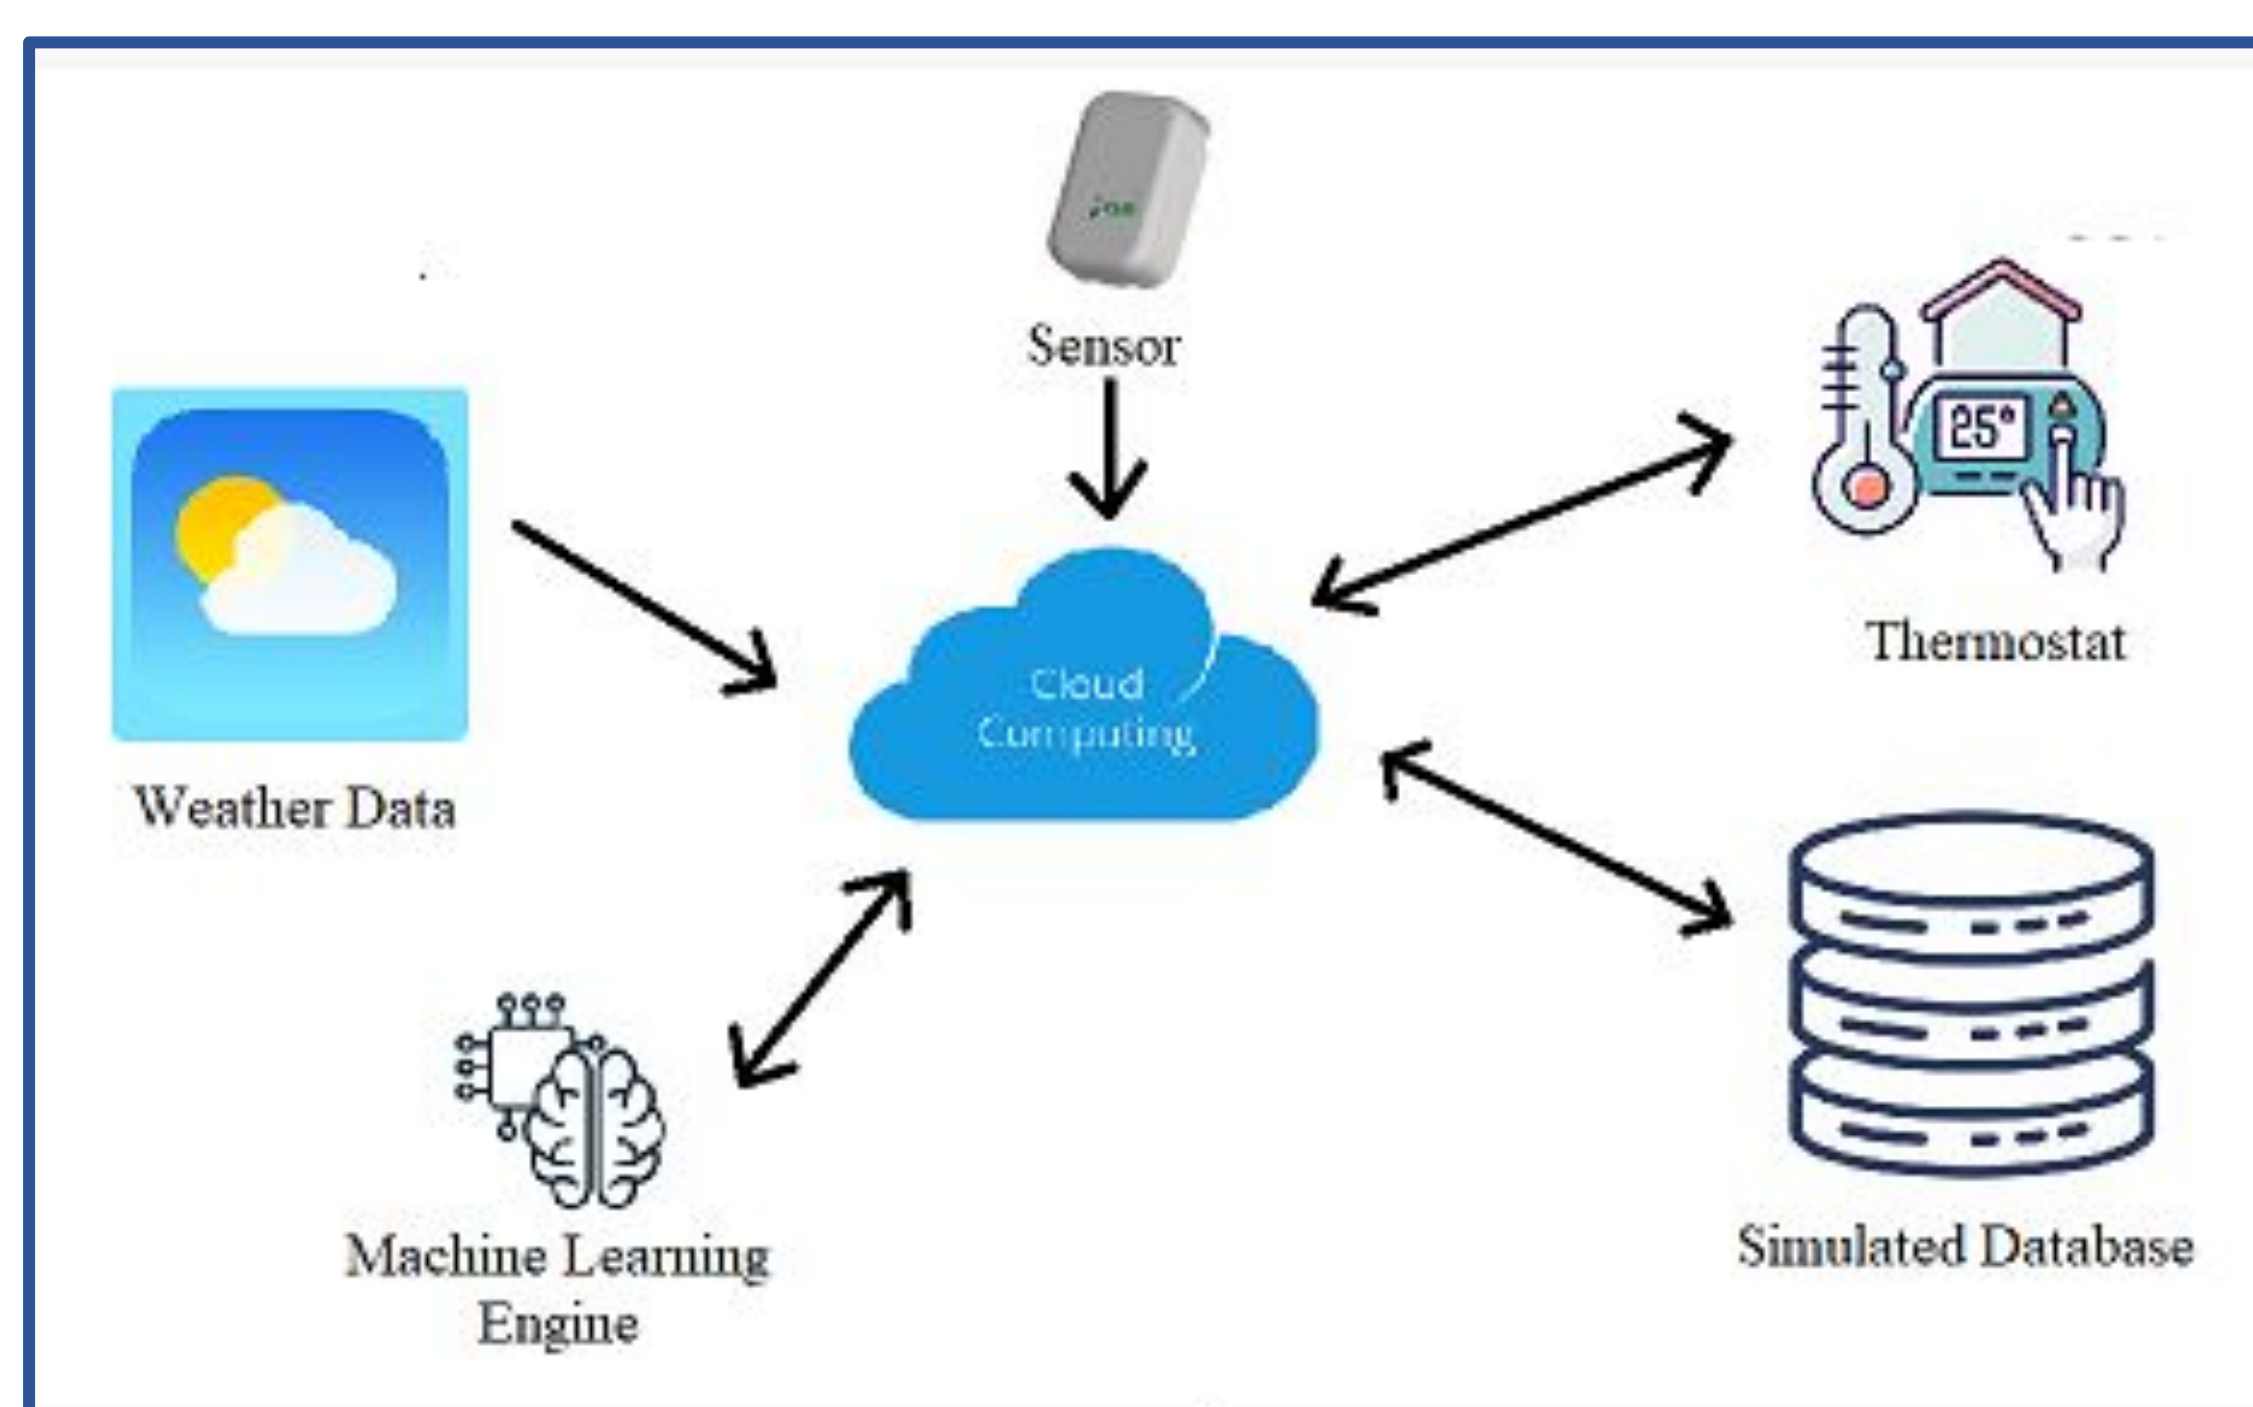 Sensor
25°
Thermostat
Cloud
Computing
Weather Data
Machine Learning
Engine
Simulated Database